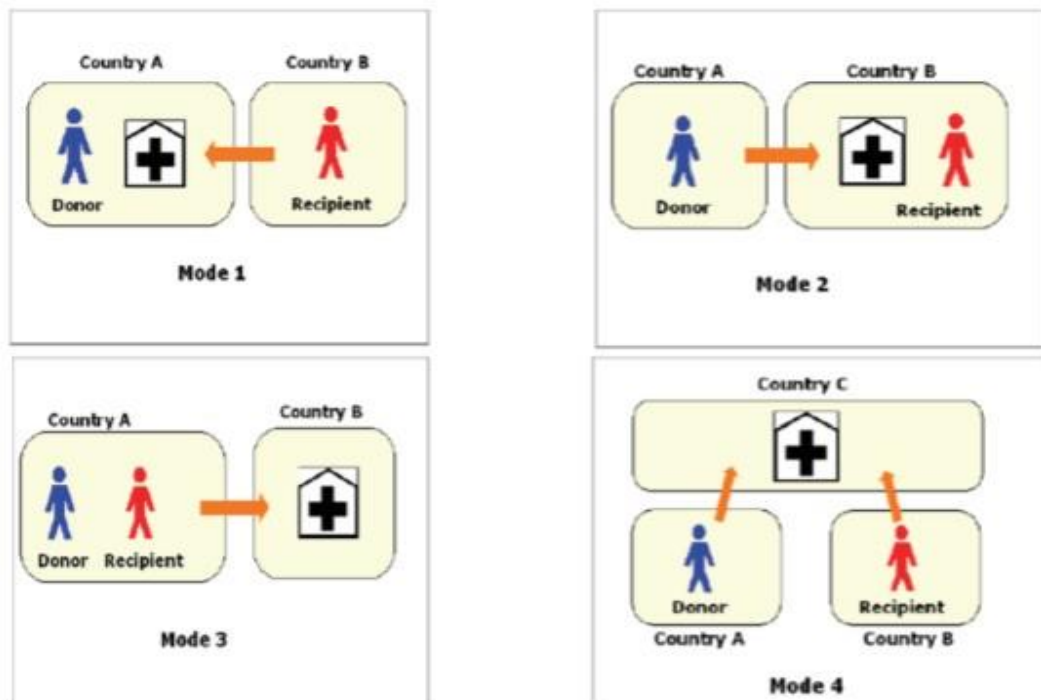 Country A
Country B
Donor
Recipient
Mode 1
Country A
Country B
Donor
Recipient
Mode 2
Country A
Country B
Donor Recipient
Mode 3
Country C
Donor
Recipient
Country A
Country B
Mode 4